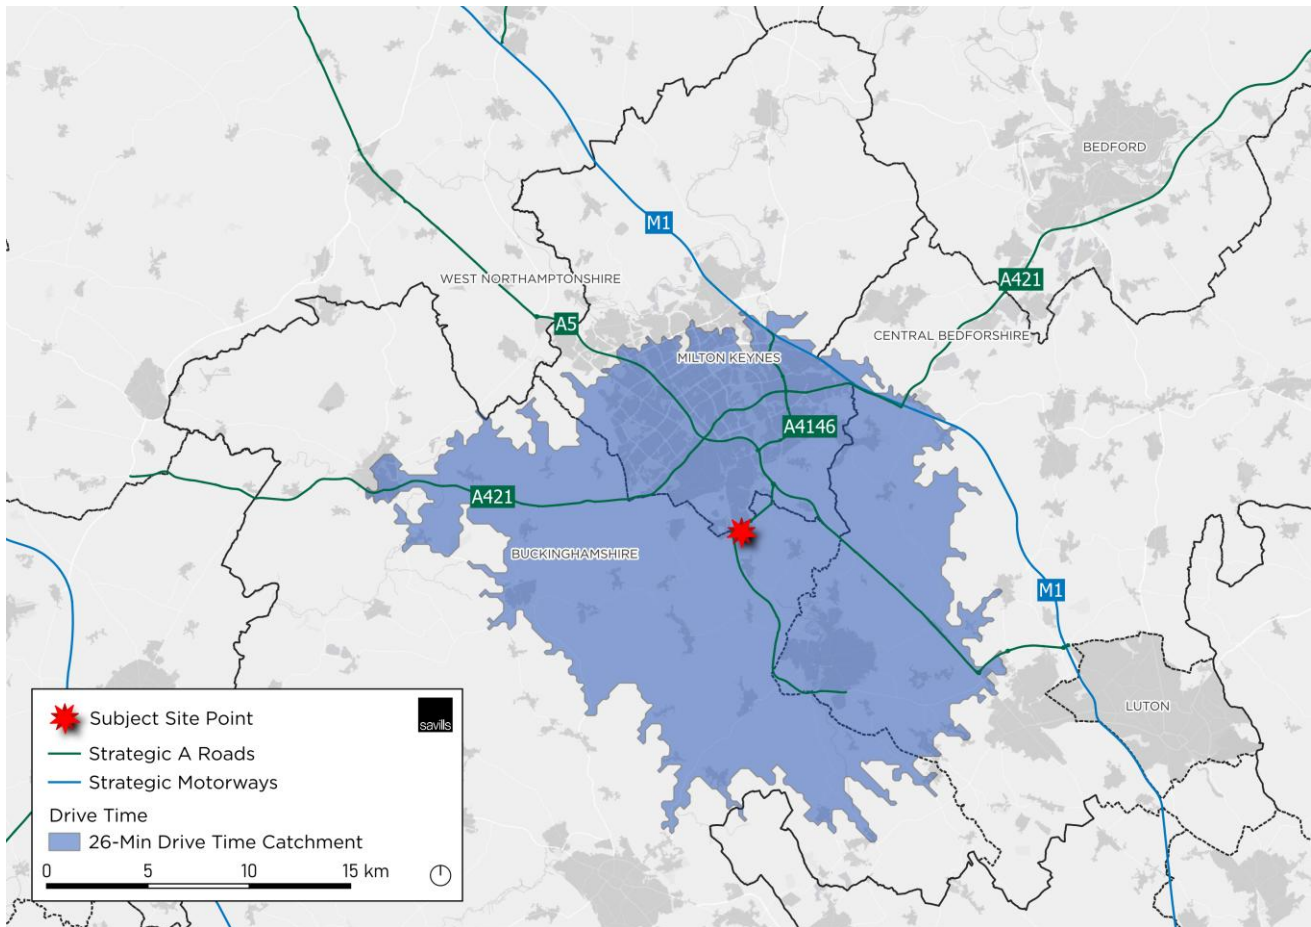 BEDFORD
M1
WEST NORTHAMPTONSHIRE
A421
A5
CENTRAL BEDFORSHIRE
MILTON KEYNES
A4146
A421
BUCKINGHAMSHIRE
M1
LUTON
Subject Site Point
savills
Strategic A Roads
Strategic Motorways
Drive Time
26-Min Drive Time Catchment
0 5 10 15 km